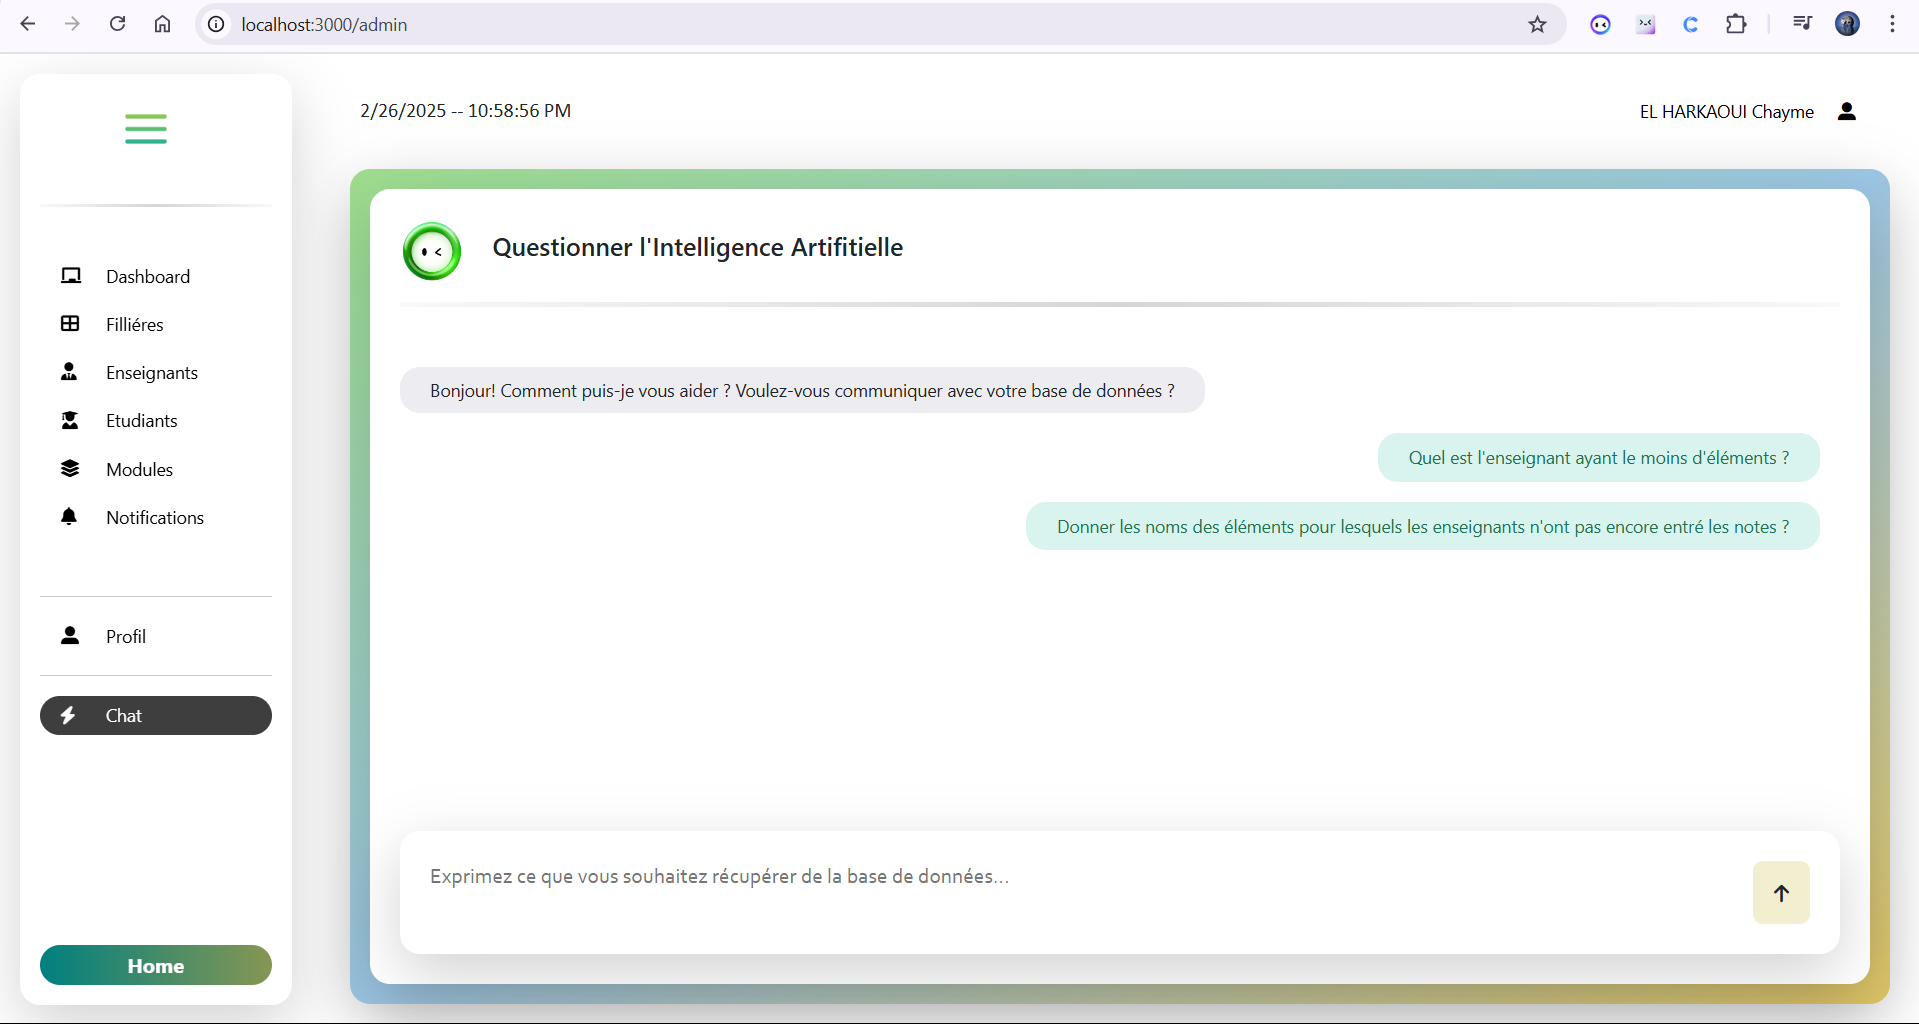 localhost:3000/admin
2/26/2025 -- 10:58:56 PM
EL HARKAOUI Chayme
Questionner l'Intelligence Artifitielle
Dashboard
Filliéres
Enseignants
Etudiants
Modules
Notifications
Profil
Chat
Home
Bonjour! Comment puis-je vous aider ? Voulez-vous communiquer avec votre base de données ?
Quel est l'enseignant ayant le moins d'éléments ?
Donner les noms des éléments pour lesquels les enseignants n'ont pas encore entré les notes ?
Exprimez ce que vous souhaitez récupérer de la base de données...